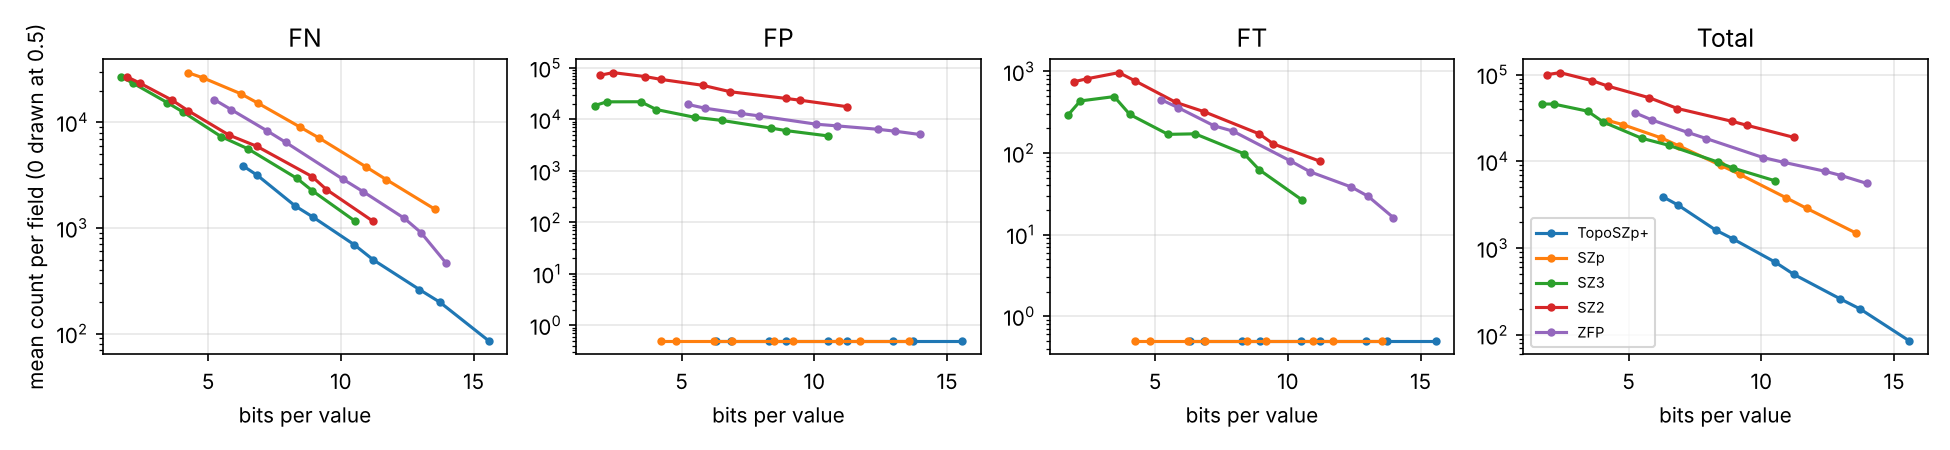 FN
FP
FT
Total
mean count per field (0 drawn at 0.5)
10⁴
10³
10²
5
10
15
bits per value
10⁵
10⁴
10³
10²
10¹
10⁰
5
10
15
bits per value
10³
10²
10¹
10⁰
5
10
15
bits per value
10⁵
10⁴
10³
10²
5
10
15
bits per value
TopoSZp+
SZp
SZ3
SZ2
ZFP